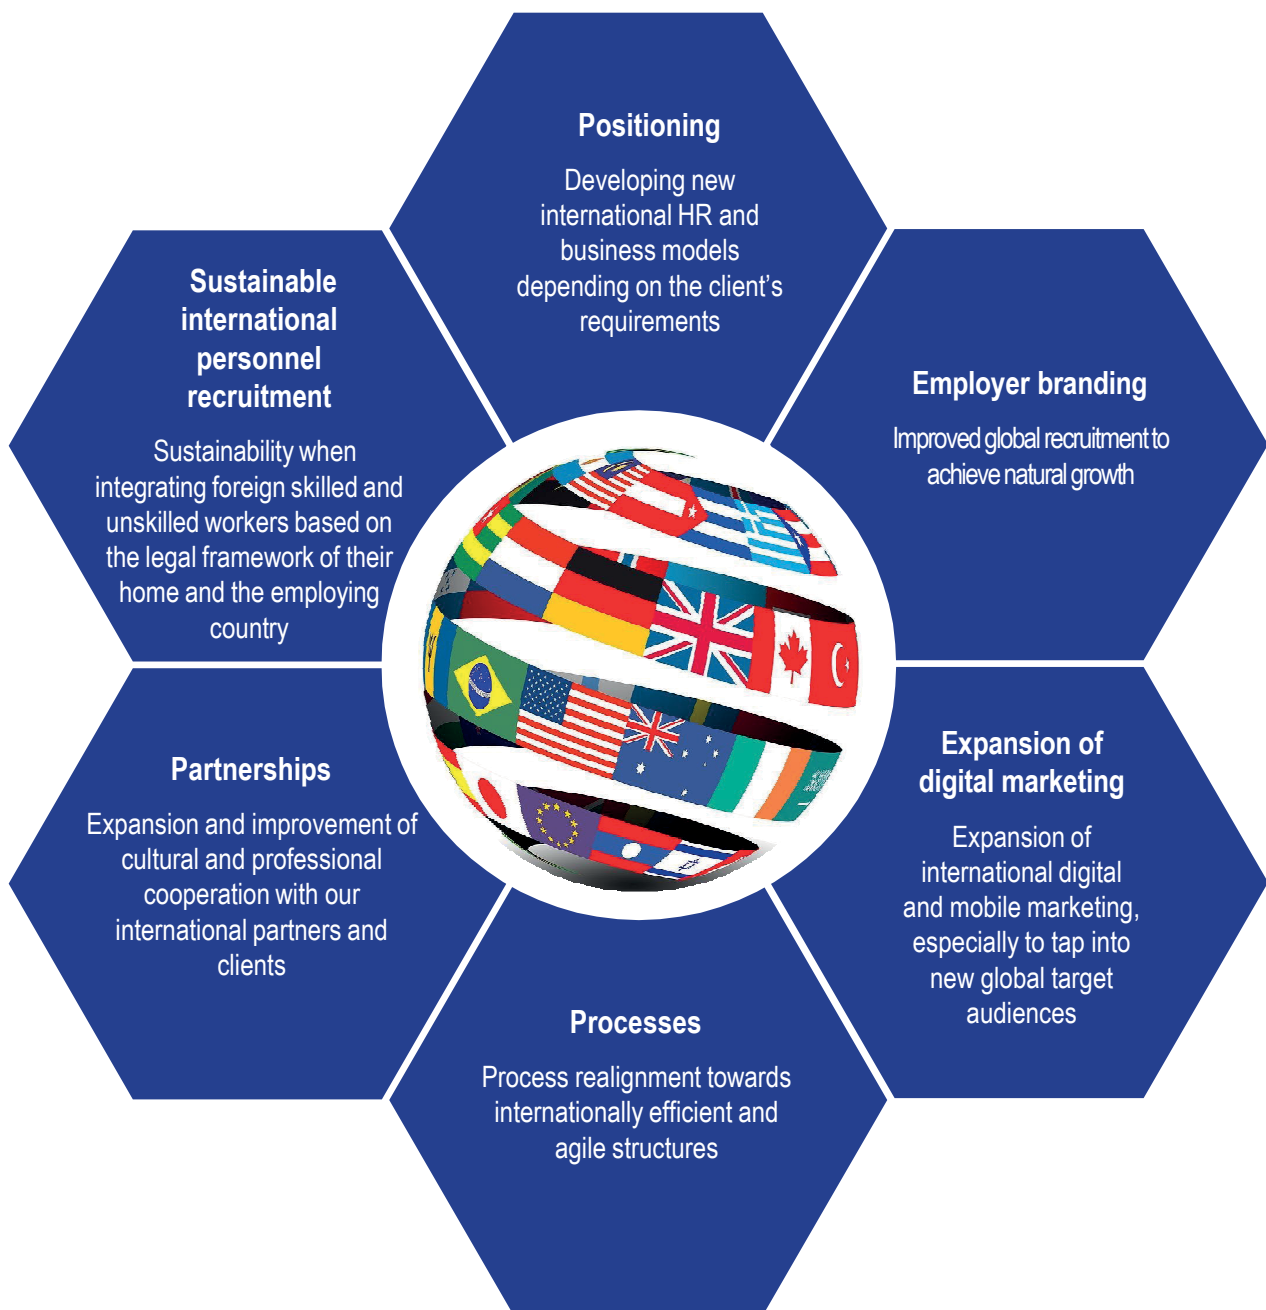 Positioning
Developing new
international HR and
business models
depending on the client’s
requirements
Employer branding
Improved global recruitment to
achieve natural growth
Expansion of
digital marketing
Expansion of
international digital
and mobile marketing,
especially to tap into
new global target
audiences
Processes
Process realignment towards
internationally efficient and
agile structures
Partnerships
Expansion and improvement of
cultural and professional
cooperation with our
international partners and
clients
Sustainable
international
personnel
recruitment
Sustainability when
integrating foreign skilled and
unskilled workers based on
the legal framework of their
home and the employing
country